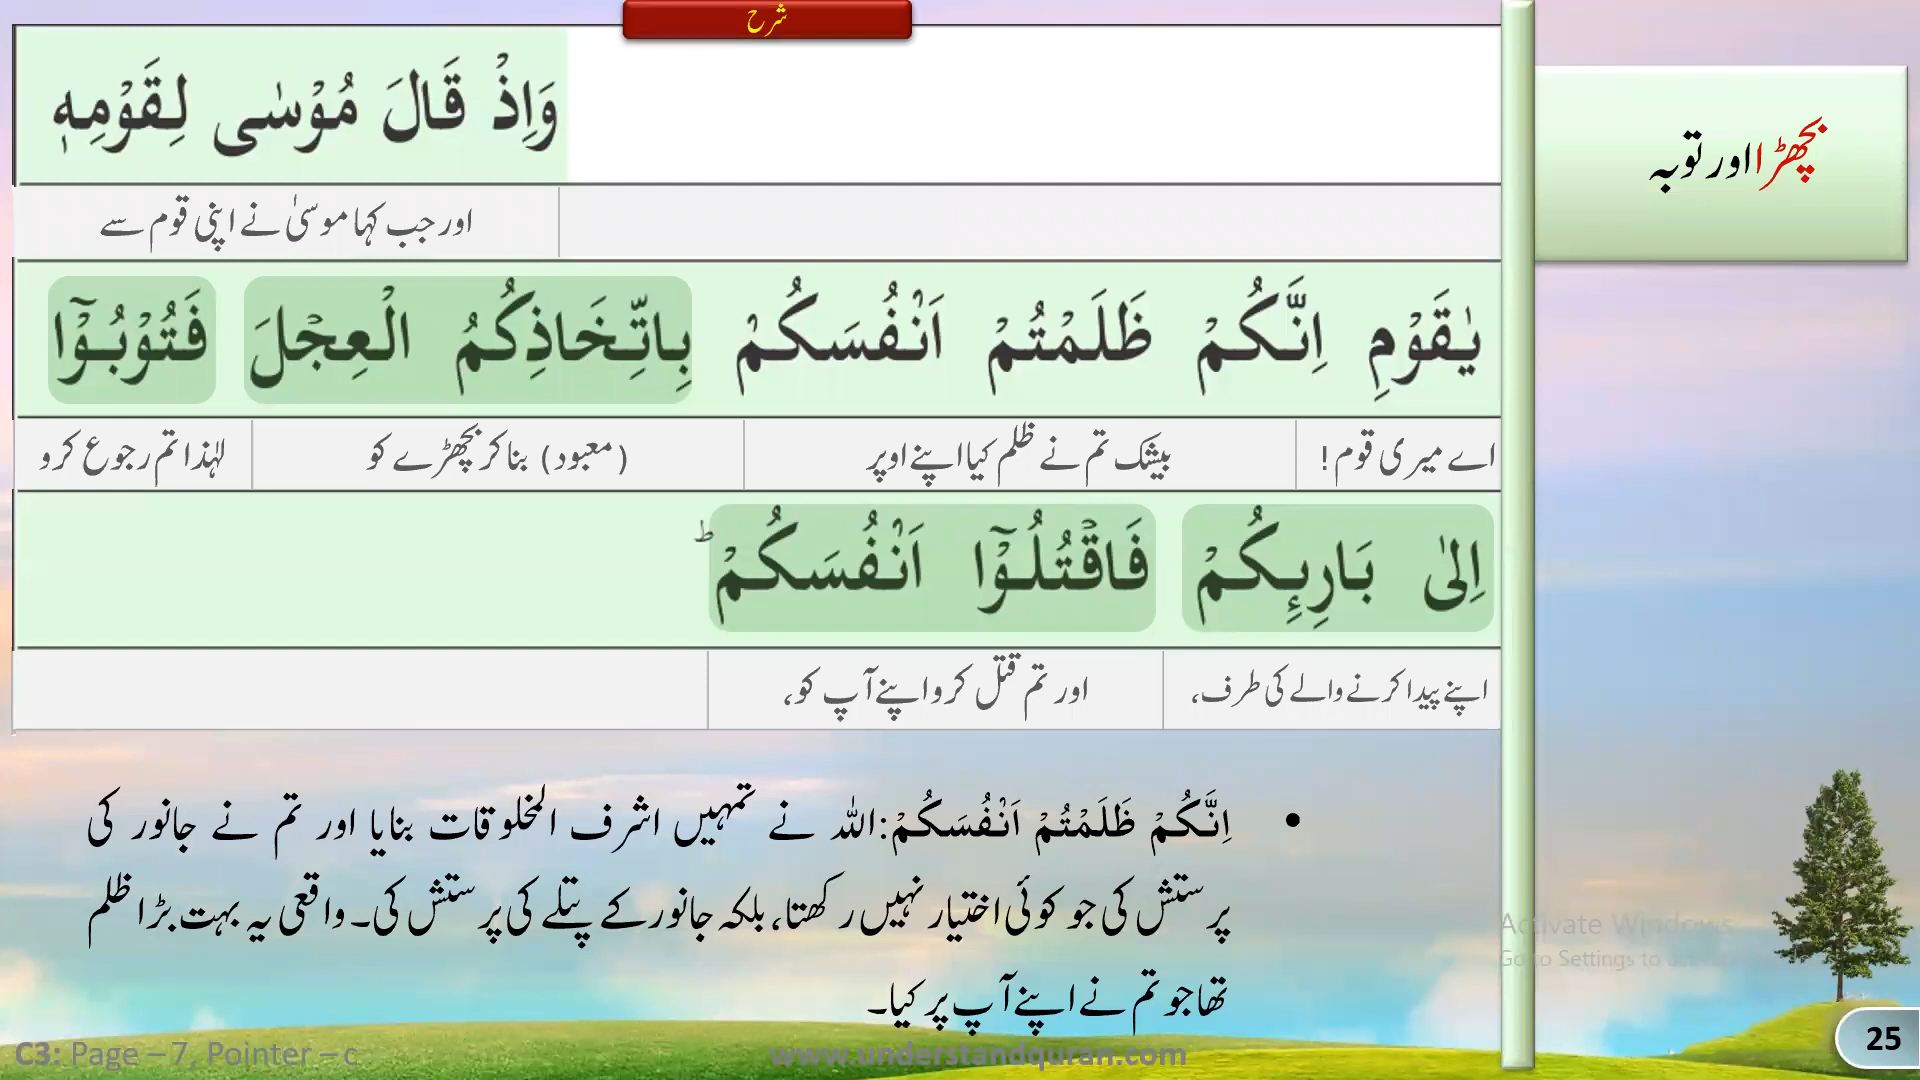 شرح
بچھڑا اور توبہ
وَاِذْ قَالَ مُوْسٰى لِقَوْمِهٖ
اور جب کہا موسیٰ نے اپنی قوم سے
يٰقَوْمِ اِنَّكُمْ ظَلَمْتُمْ اَنْفُسَكُمْ بِاتِّخَاذِكُمُ الْعِجْلَ فَتُوْبُوْٓا
اے میری قوم! بیشک تم نے ظلم کیا اپنے اوپر (معبود) بنا کر بچھڑے کو لہٰذا تم رجوع کرو
اِلٰى بَارِىِٕكُمْ فَاقْتُلُوْٓا اَنْفُسَكُمْ ؕ
اپنے پیدا کرنے والے کی طرف، اور تم قتل کرو اپنے آپ کو،
• اِنَّكُمْ ظَلَمْتُمْ اَنْفُسَكُمْ:اللہ نے تمہیں اشرف المخلوقات بنایا اور تم نے جانور کی
پرستش کی جو کوئی اختیار نہیں رکھتا، بلکہ جانور کے پتلے کی پرستش کی۔ واقعی یہ بہت بڑا ظلم
تھا جو تم نے اپنے آپ پر کیا۔
Activate Windows
Go to Settings to
C3: Page – 7, Pointer – c
www.understandquran.com
25